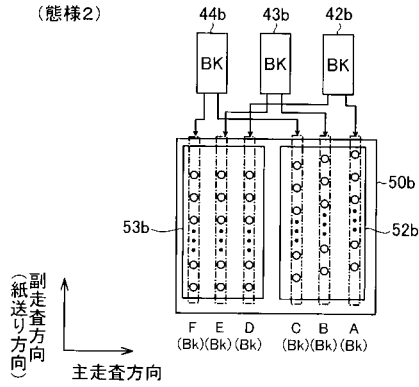 (態様2)
44b 43b 42b
BK BK BK
50b
53b
52b
副走査方向
(紙送り方向)
主走査方向
F E D C B A
(Bk) (Bk) (Bk) (Bk) (Bk) (Bk)